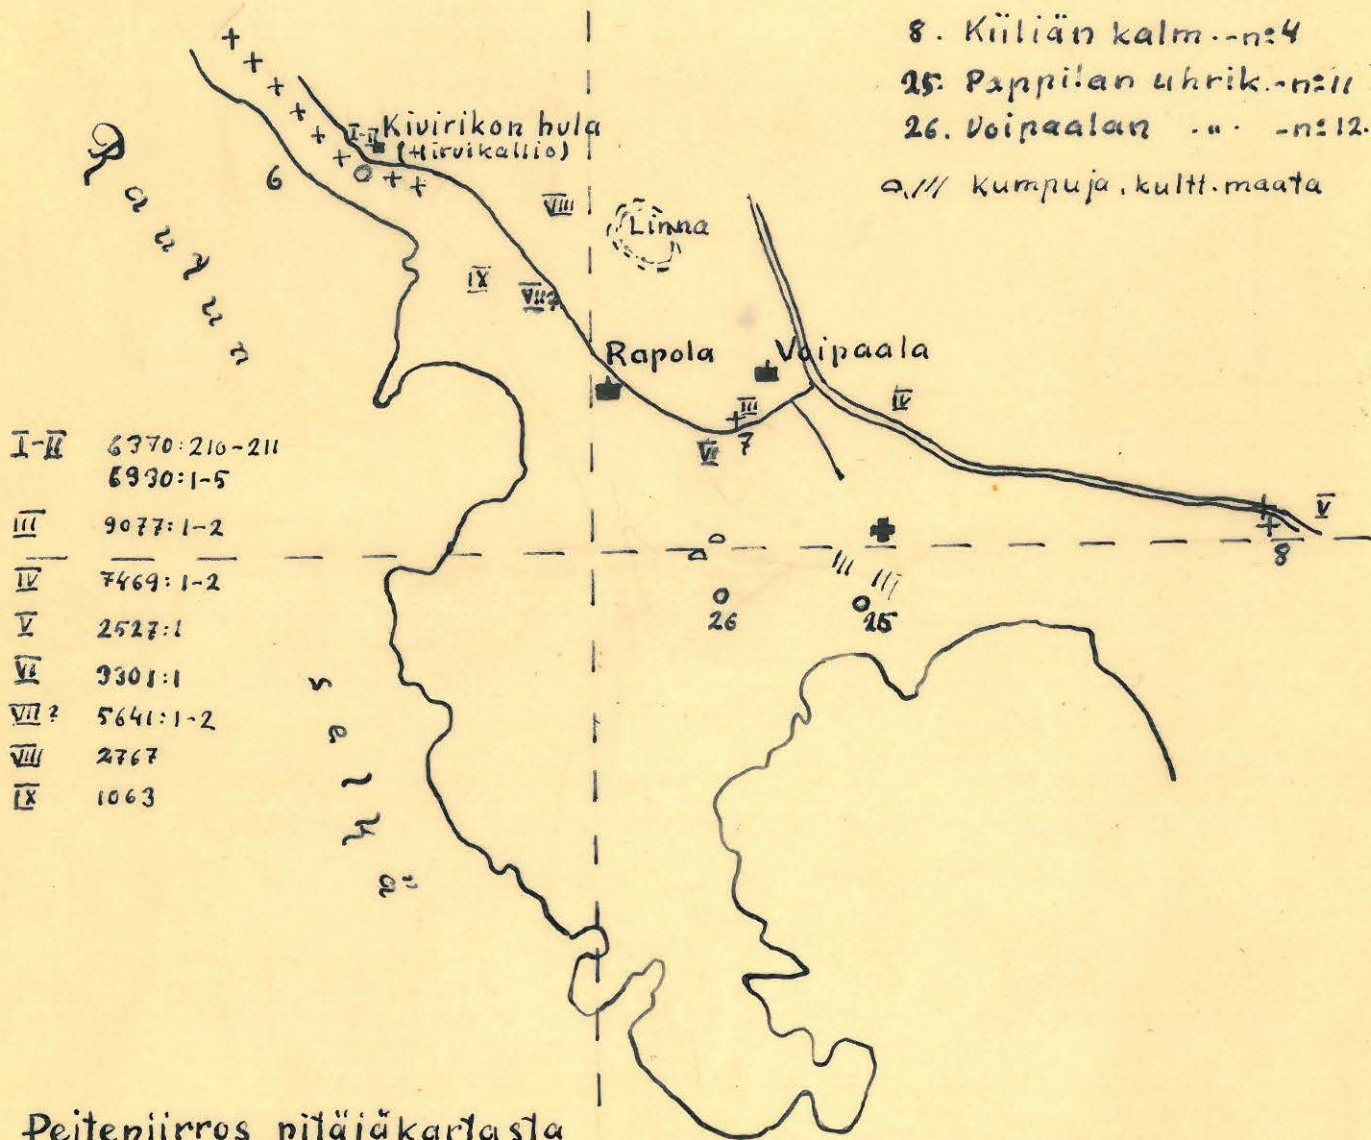 8. Kiiliän kalm.-n:4
25. Pappilan uhrik.-n:11
26. Voipaalan -"- -n:12.
/// kumpuja, kultt.maata
I-II Kivirikon hula
(Hirvikallio)
6
Rauṭun
VIII
Linna
IX
VII?
Rapola
Voipaala
III
7
VI
IV
V
8
26
25
selkä
I-II 6370:210-211
6930:1-5
III 9077:1-2
IV 7469:1-2
V 2527:1
VI 9301:1
VII? 5641:1-2
VIII 2767
IX 1063
Peitepiirros pitäjäkartasta